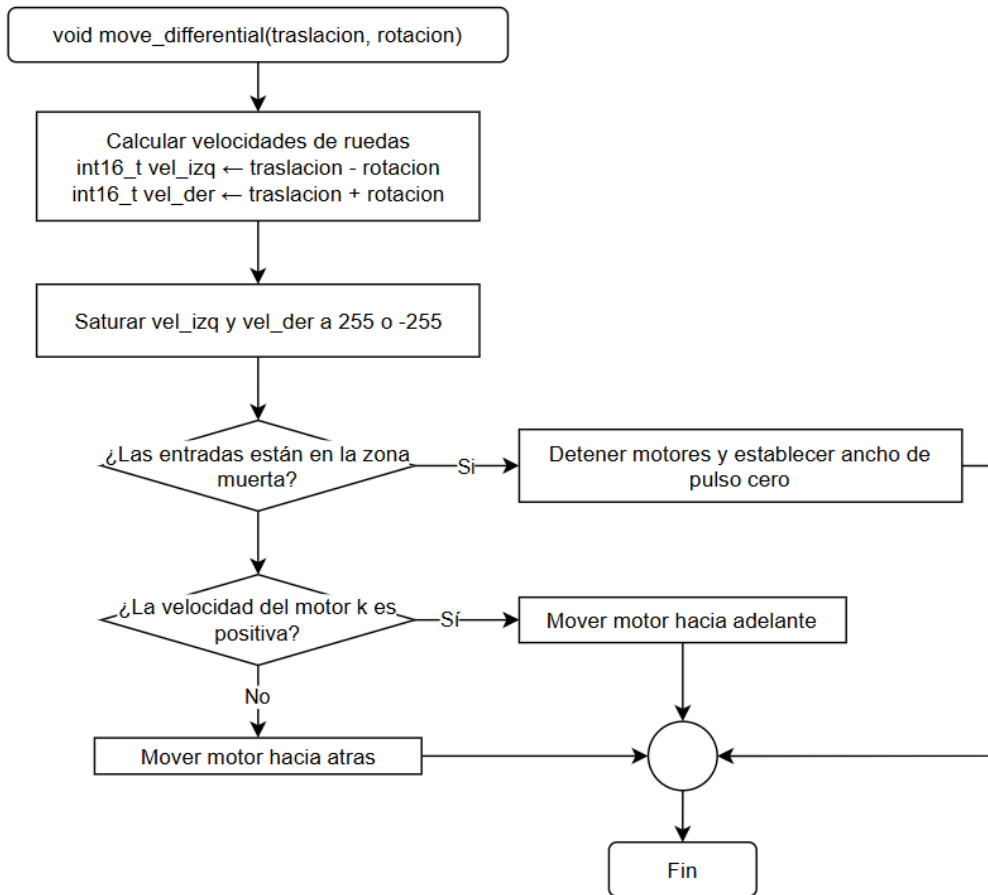 void move_differential(traslacion, rotacion)
Calcular velocidades de ruedas
int16_t vel_izq ← traslacion - rotacion
int16_t vel_der ← traslacion + rotacion
Saturar vel_izq y vel_der a 255 o -255
¿Las entradas están en la zona
muerta?
Si
Detener motores y establecer ancho de
pulso cero
¿La velocidad del motor k es
positiva?
Sí
Mover motor hacia adelante
No
Mover motor hacia atras
Fin